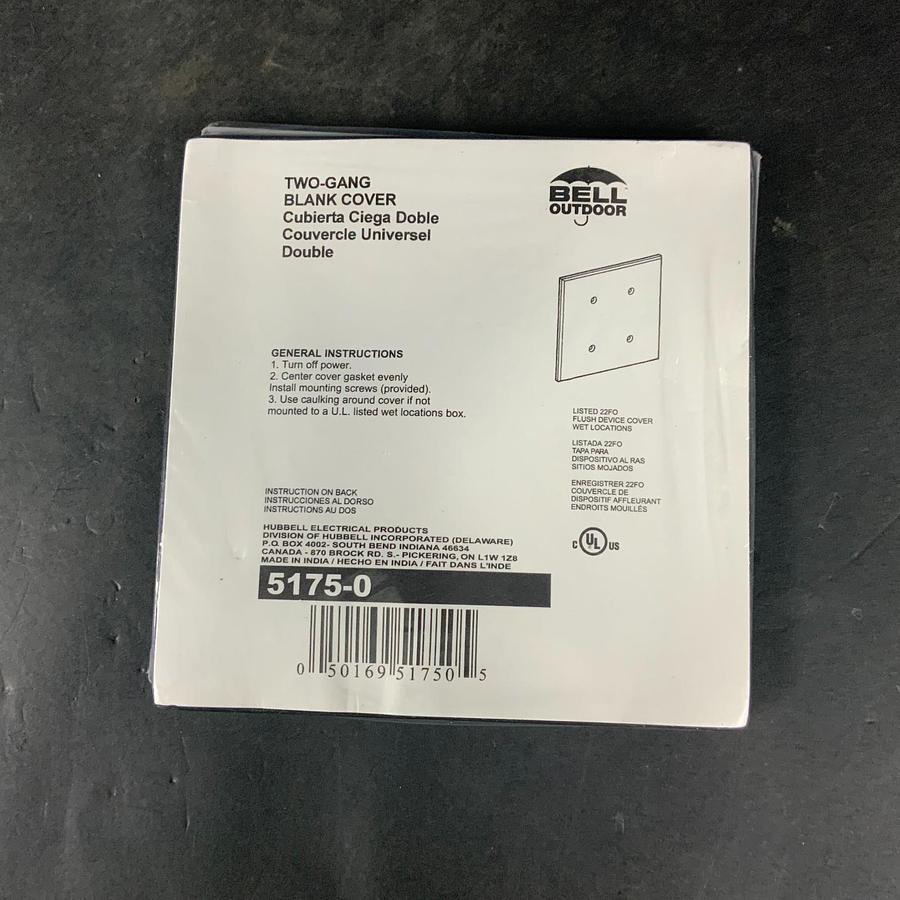 TWO-GANG
BLANK COVER
Cubierta Ciega Doble
Couvercle Universel
Double
BELL
OUTDOOR
GENERAL INSTRUCTIONS
1. Turn off power.
2. Center cover gasket evenly
Install mounting screws (provided).
3. Use caulking around cover if not
mounted to a U.L. listed wet locations box.
LISTED 22FO
FLUSH DEVICE COVER
WET LOCATIONS
LISTADA 22FO
TAPA PARA
DISPOSITIVO AL RAS
SITIOS MOJADOS
ENREGISTRER 22FO
COUVERCLE DE
DISPOSITIF AFFLEURANT
ENDROITS MOUILLÉS
C UL US
INSTRUCTION ON BACK
INSTRUCCIONES AL DORSO
INSTRUCTIONS AU DOS
HUBBELL ELECTRICAL PRODUCTS
DIVISION OF HUBBELL INCORPORATED (DELAWARE)
P.O. BOX 4002- SOUTH BEND INDIANA 46634
CANADA - 870 BROCK RD. S.- PICKERING, ON L1W 1Z8
MADE IN INDIA / HECHO EN INDIA / FAIT DANS L'INDE
5175-0
0 50169 51750 5